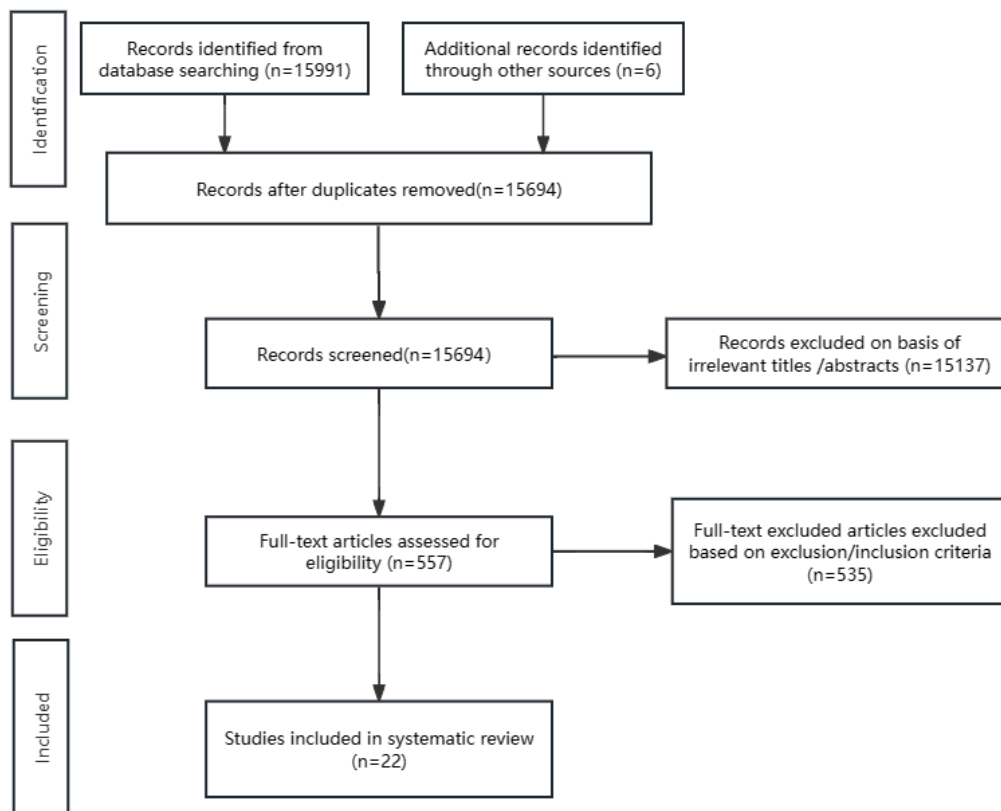 Identification
Records identified from
database searching (n=15991)
Additional records identified
through other sources (n=6)
Records after duplicates removed(n=15694)
Screening
Records screened(n=15694)
Records excluded on basis of
irrelevant titles /abstracts (n=15137)
Eligibility
Full-text articles assessed for
eligibility (n=557)
Full-text excluded articles excluded
based on exclusion/inclusion criteria
(n=535)
Included
Studies included in systematic review
(n=22)